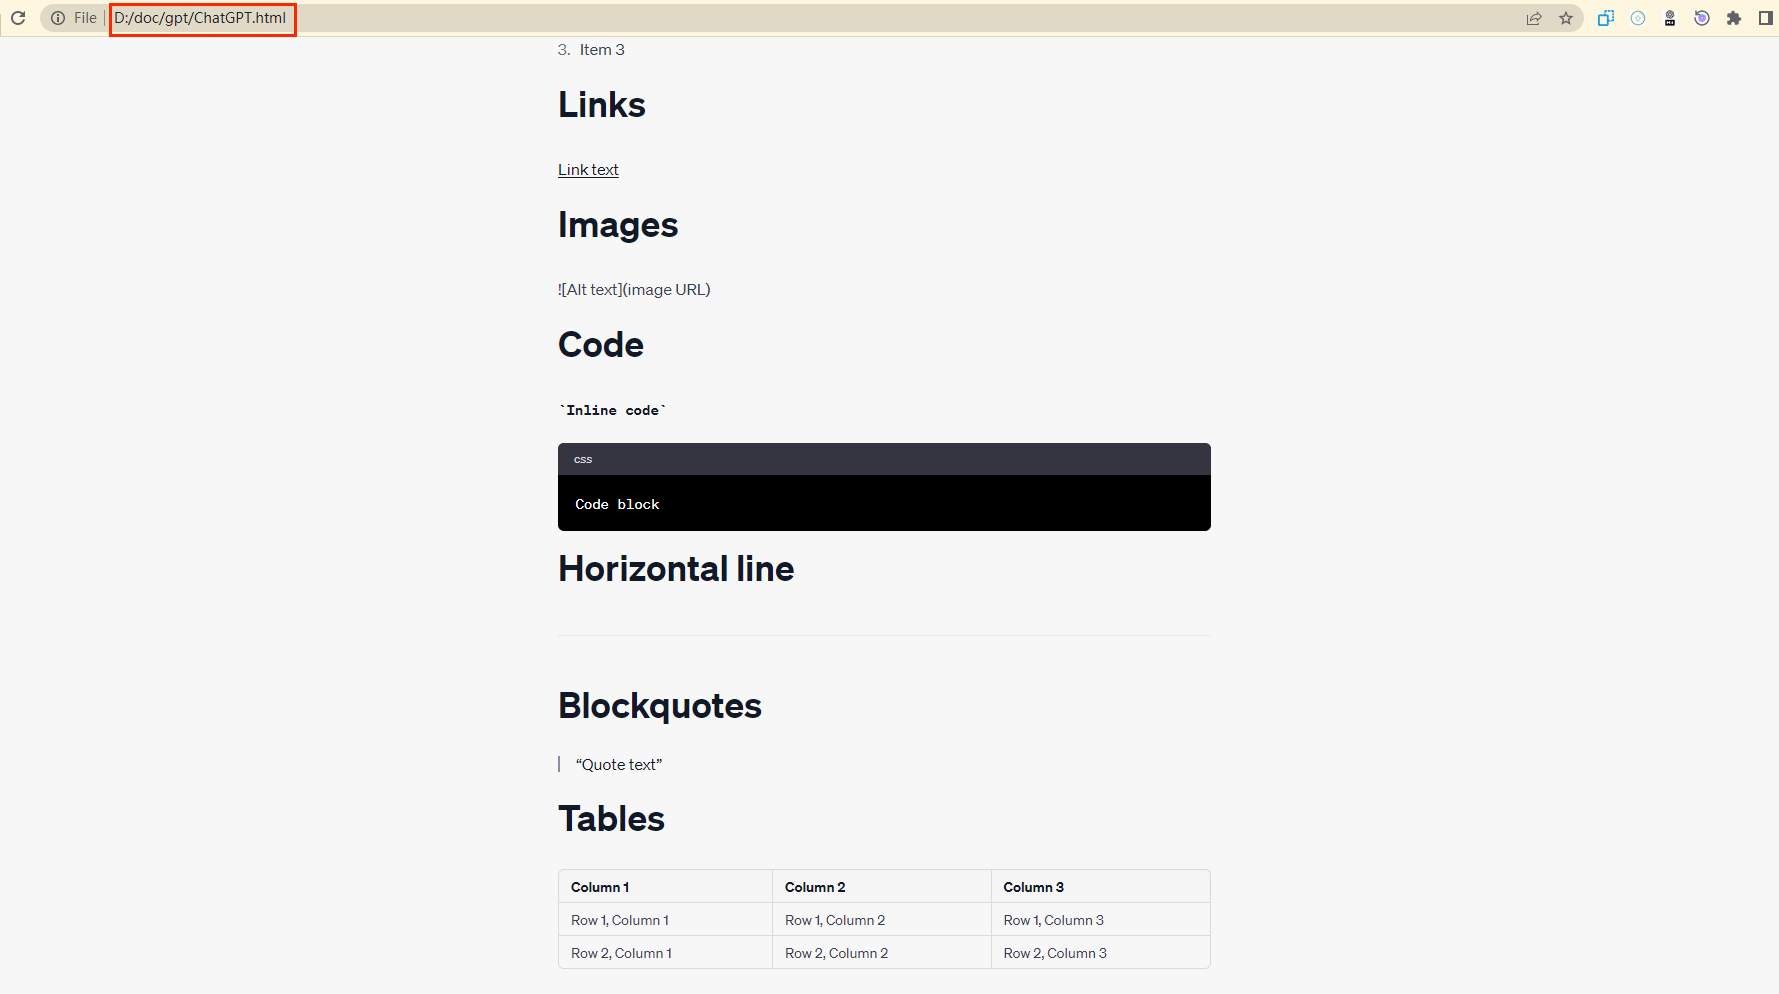 File D:/doc/gpt/ChatGPT.html
3. Item 3
Links
Link text
Images
![Alt text](image URL)
Code
`Inline code`
css
Code block
Horizontal line
Blockquotes
“Quote text”
Tables
Column 1 Column 2 Column 3
Row 1, Column 1 Row 1, Column 2 Row 1, Column 3
Row 2, Column 1 Row 2, Column 2 Row 2, Column 3